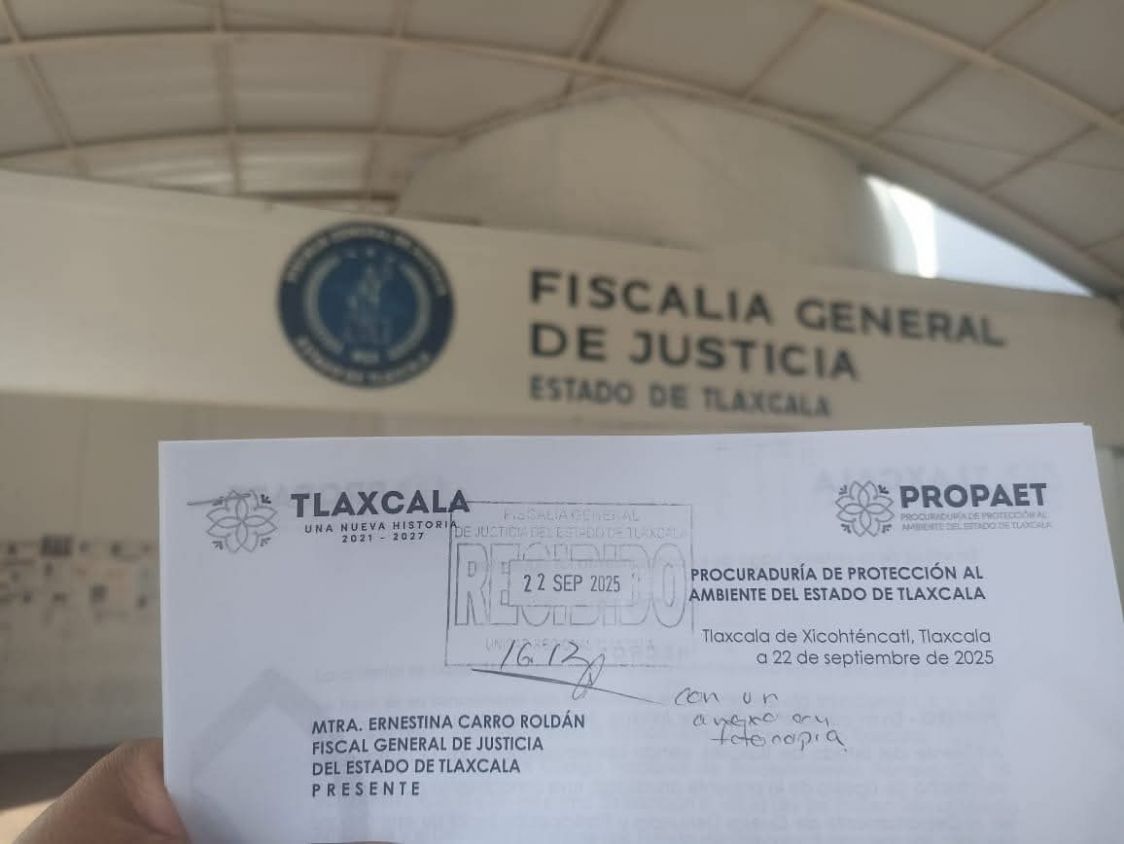 FISCALIA GENERAL
DE JUSTICIA
ESTADO DE TLAXCALA
TLAXCALA
UNA NUEVA HISTORIA
2021 - 2027
FISCALIA GENERAL
DE JUSTICIA DEL ESTADO DE TLAXCALA
RECIBIDO
22 SEP 2025
16:13
PROPAET
PROCURADURÍA DE PROTECCIÓN AL
AMBIENTE DEL ESTADO DE TLAXCALA
PROCURADURÍA DE PROTECCIÓN AL
AMBIENTE DEL ESTADO DE TLAXCALA
Tlaxcala de Xicohténcatl, Tlaxcala
a 22 de septiembre de 2025
con un
anexo en
fotocopia
MTRA. ERNESTINA CARRO ROLDÁN
FISCAL GENERAL DE JUSTICIA
DEL ESTADO DE TLAXCALA
PRESENTE